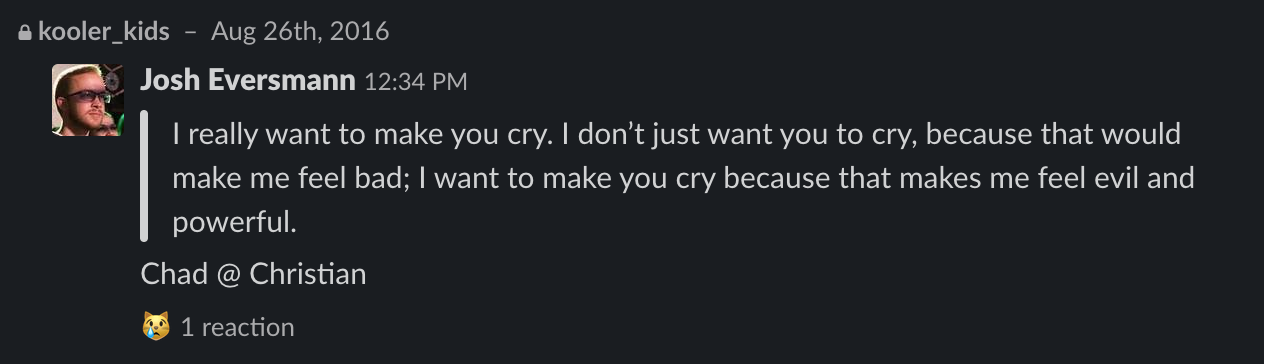 kooler_kids – Aug 26th, 2016
Josh Eversmann 12:34 PM
I really want to make you cry. I don’t just want you to cry, because that would
make me feel bad; I want to make you cry because that makes me feel evil and
powerful.
Chad @ Christian
😿 1 reaction